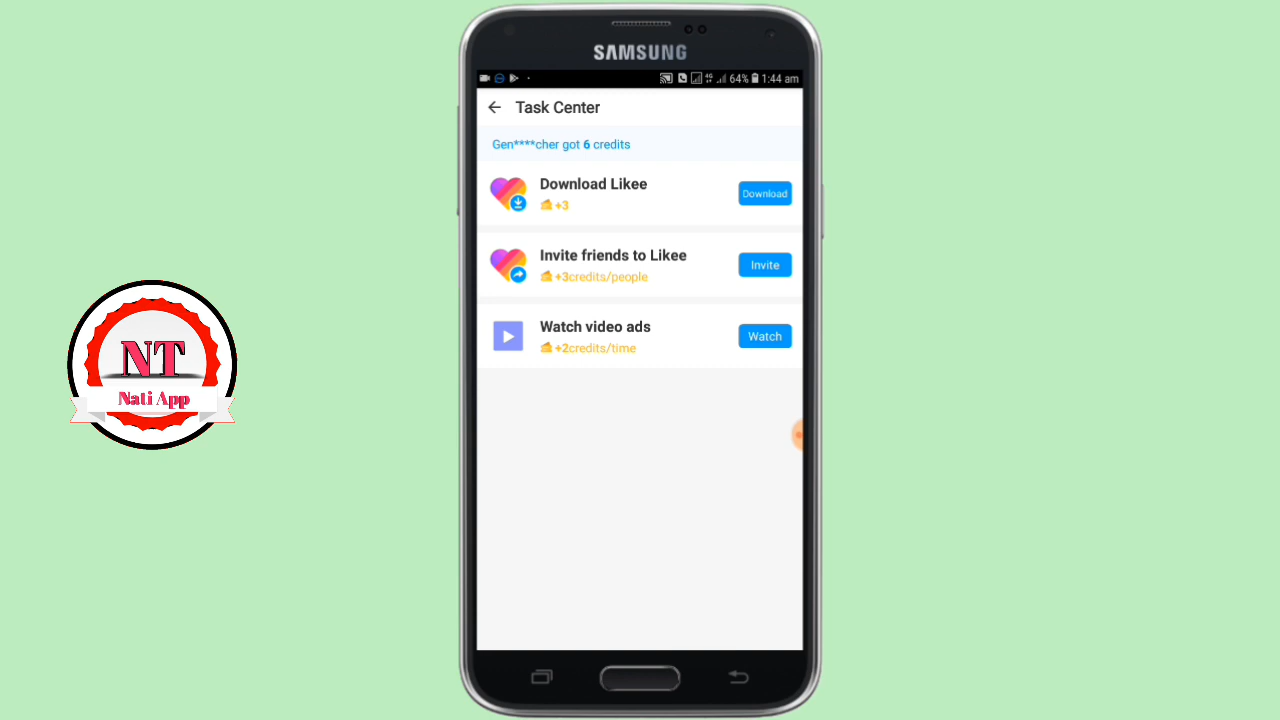 SAMSUNG
4G 64% 1:44 am
Task Center
Gen****cher got 6 credits
Download Likee
+3
Download
Invite friends to Likee
+3credits/people
Invite
Watch video ads
+2credits/time
Watch
NT
Nati App